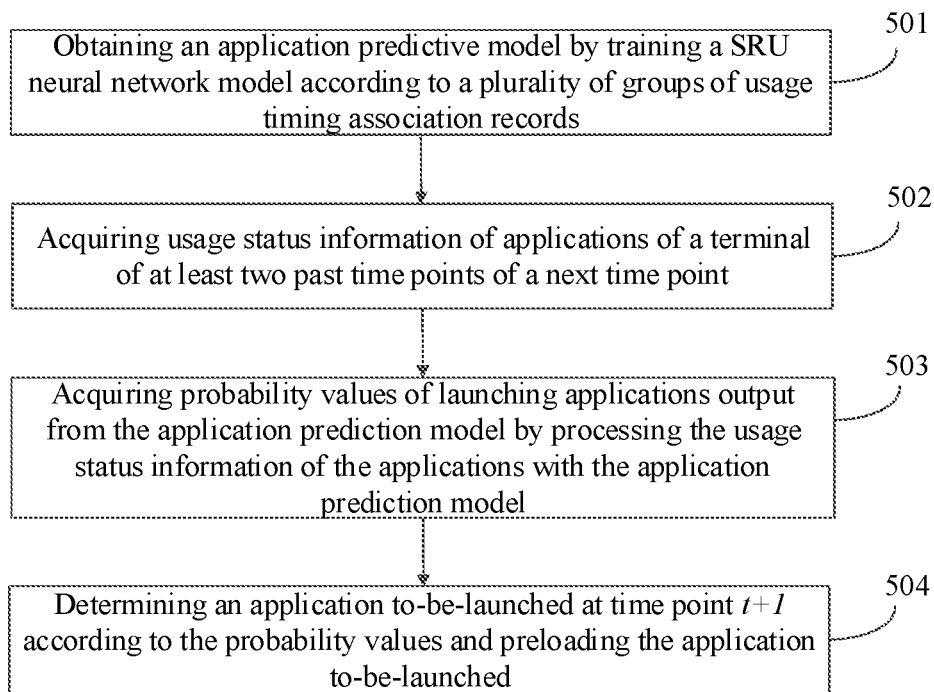 501
Obtaining an application predictive model by training a SRU
neural network model according to a plurality of groups of usage
timing association records
502
Acquiring usage status information of applications of a terminal
of at least two past time points of a next time point
503
Acquiring probability values of launching applications output
from the application prediction model by processing the usage
status information of the applications with the application
prediction model
504
Determining an application to-be-launched at time point t+1
according to the probability values and preloading the application
to-be-launched